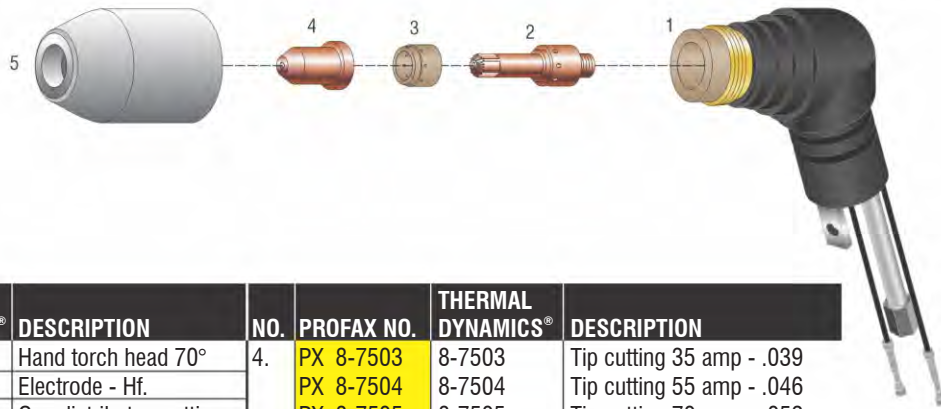 5
4
3
2
1
® DESCRIPTION NO. PROFAX NO. THERMAL DYNAMICS® DESCRIPTION
Hand torch head 70° 4. PX 8-7503 8-7503 Tip cutting 35 amp - .039
Electrode - Hf. PX 8-7504 8-7504 Tip cutting 55 amp - .046